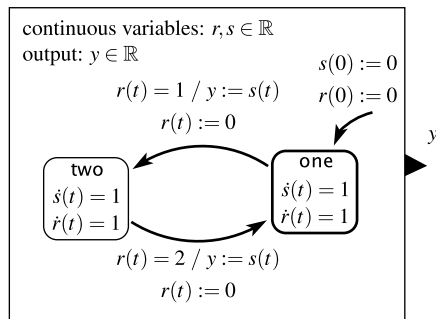 continuous variables: r, s ∈ ℝ
output: y ∈ ℝ
s(0) := 0
r(0) := 0
r(t) = 1 / y := s(t)
r(t) := 0
y
two
ṡ(t) = 1
ṙ(t) = 1
one
ṡ(t) = 1
ṙ(t) = 1
r(t) = 2 / y := s(t)
r(t) := 0